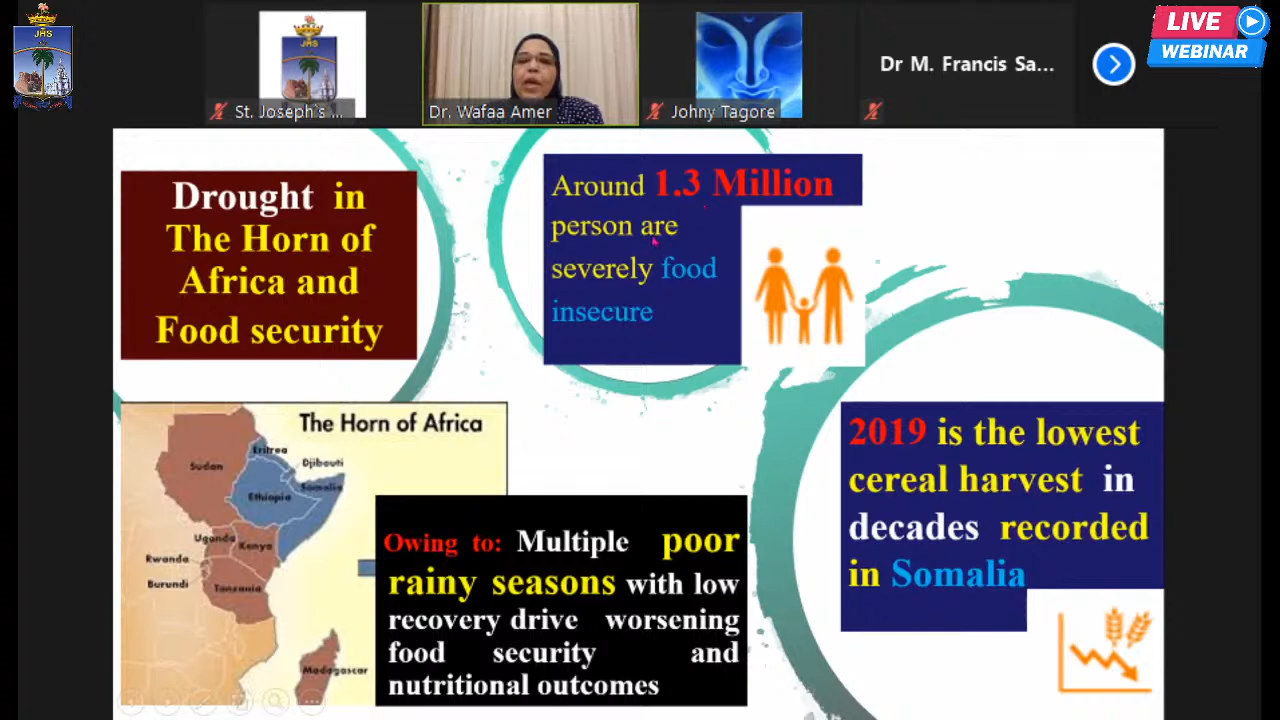 JHS
JHS
LIVE
WEBINAR
St. Joseph's ...
Dr. Wafaa Amer
Johny Tagore
Dr M. Francis Sa...
Drought in
The Horn of
Africa and
Food security
Around 1.3 Million
person are
severely food
insecure
The Horn of Africa
Eritrea
Sudan
Djibouti
Somalia
Ethiopia
Uganda
Kenya
Rwanda
Burundi
Tanzania
Madagascar
Owing to: Multiple poor
rainy seasons with low
recovery drive worsening
food security and
nutritional outcomes
2019 is the lowest
cereal harvest in
decades recorded
in Somalia